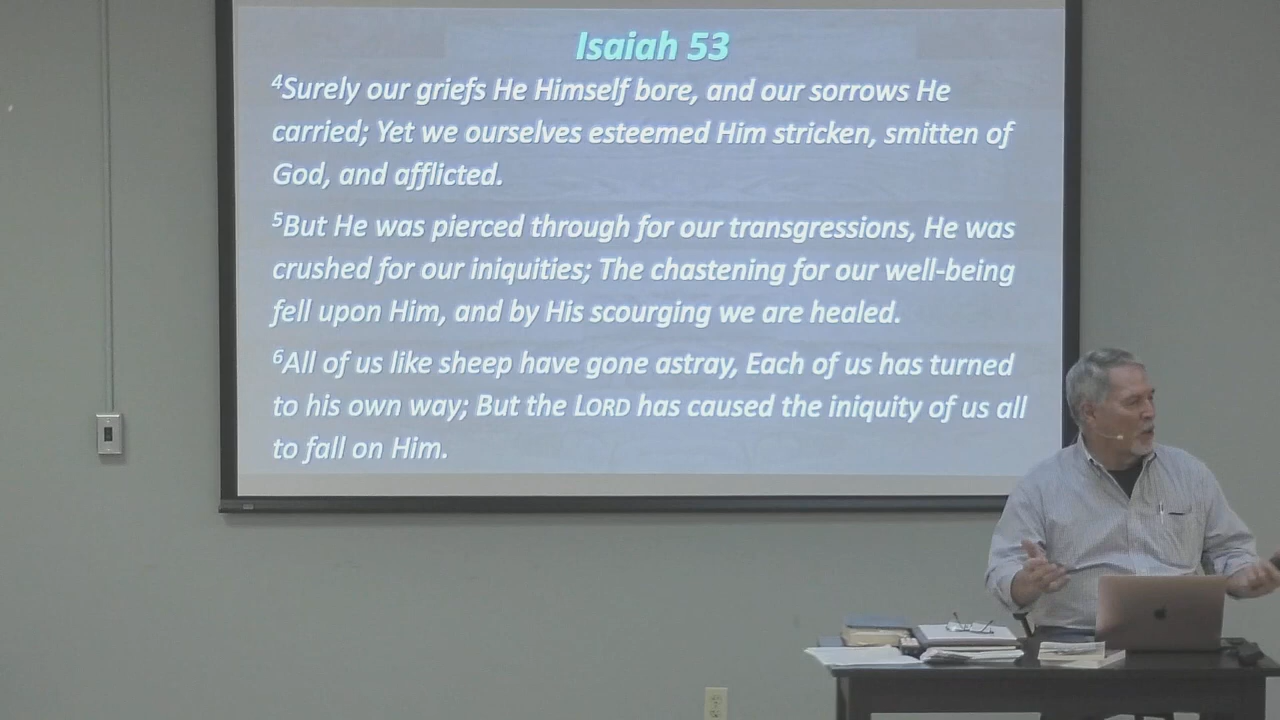 Isaiah 53
⁴Surely our griefs He Himself bore, and our sorrows He
carried; Yet we ourselves esteemed Him stricken, smitten of
God, and afflicted.
⁵But He was pierced through for our transgressions, He was
crushed for our iniquities; The chastening for our well-being
fell upon Him, and by His scourging we are healed.
⁶All of us like sheep have gone astray, Each of us has turned
to his own way; But the LORD has caused the iniquity of us all
to fall on Him.